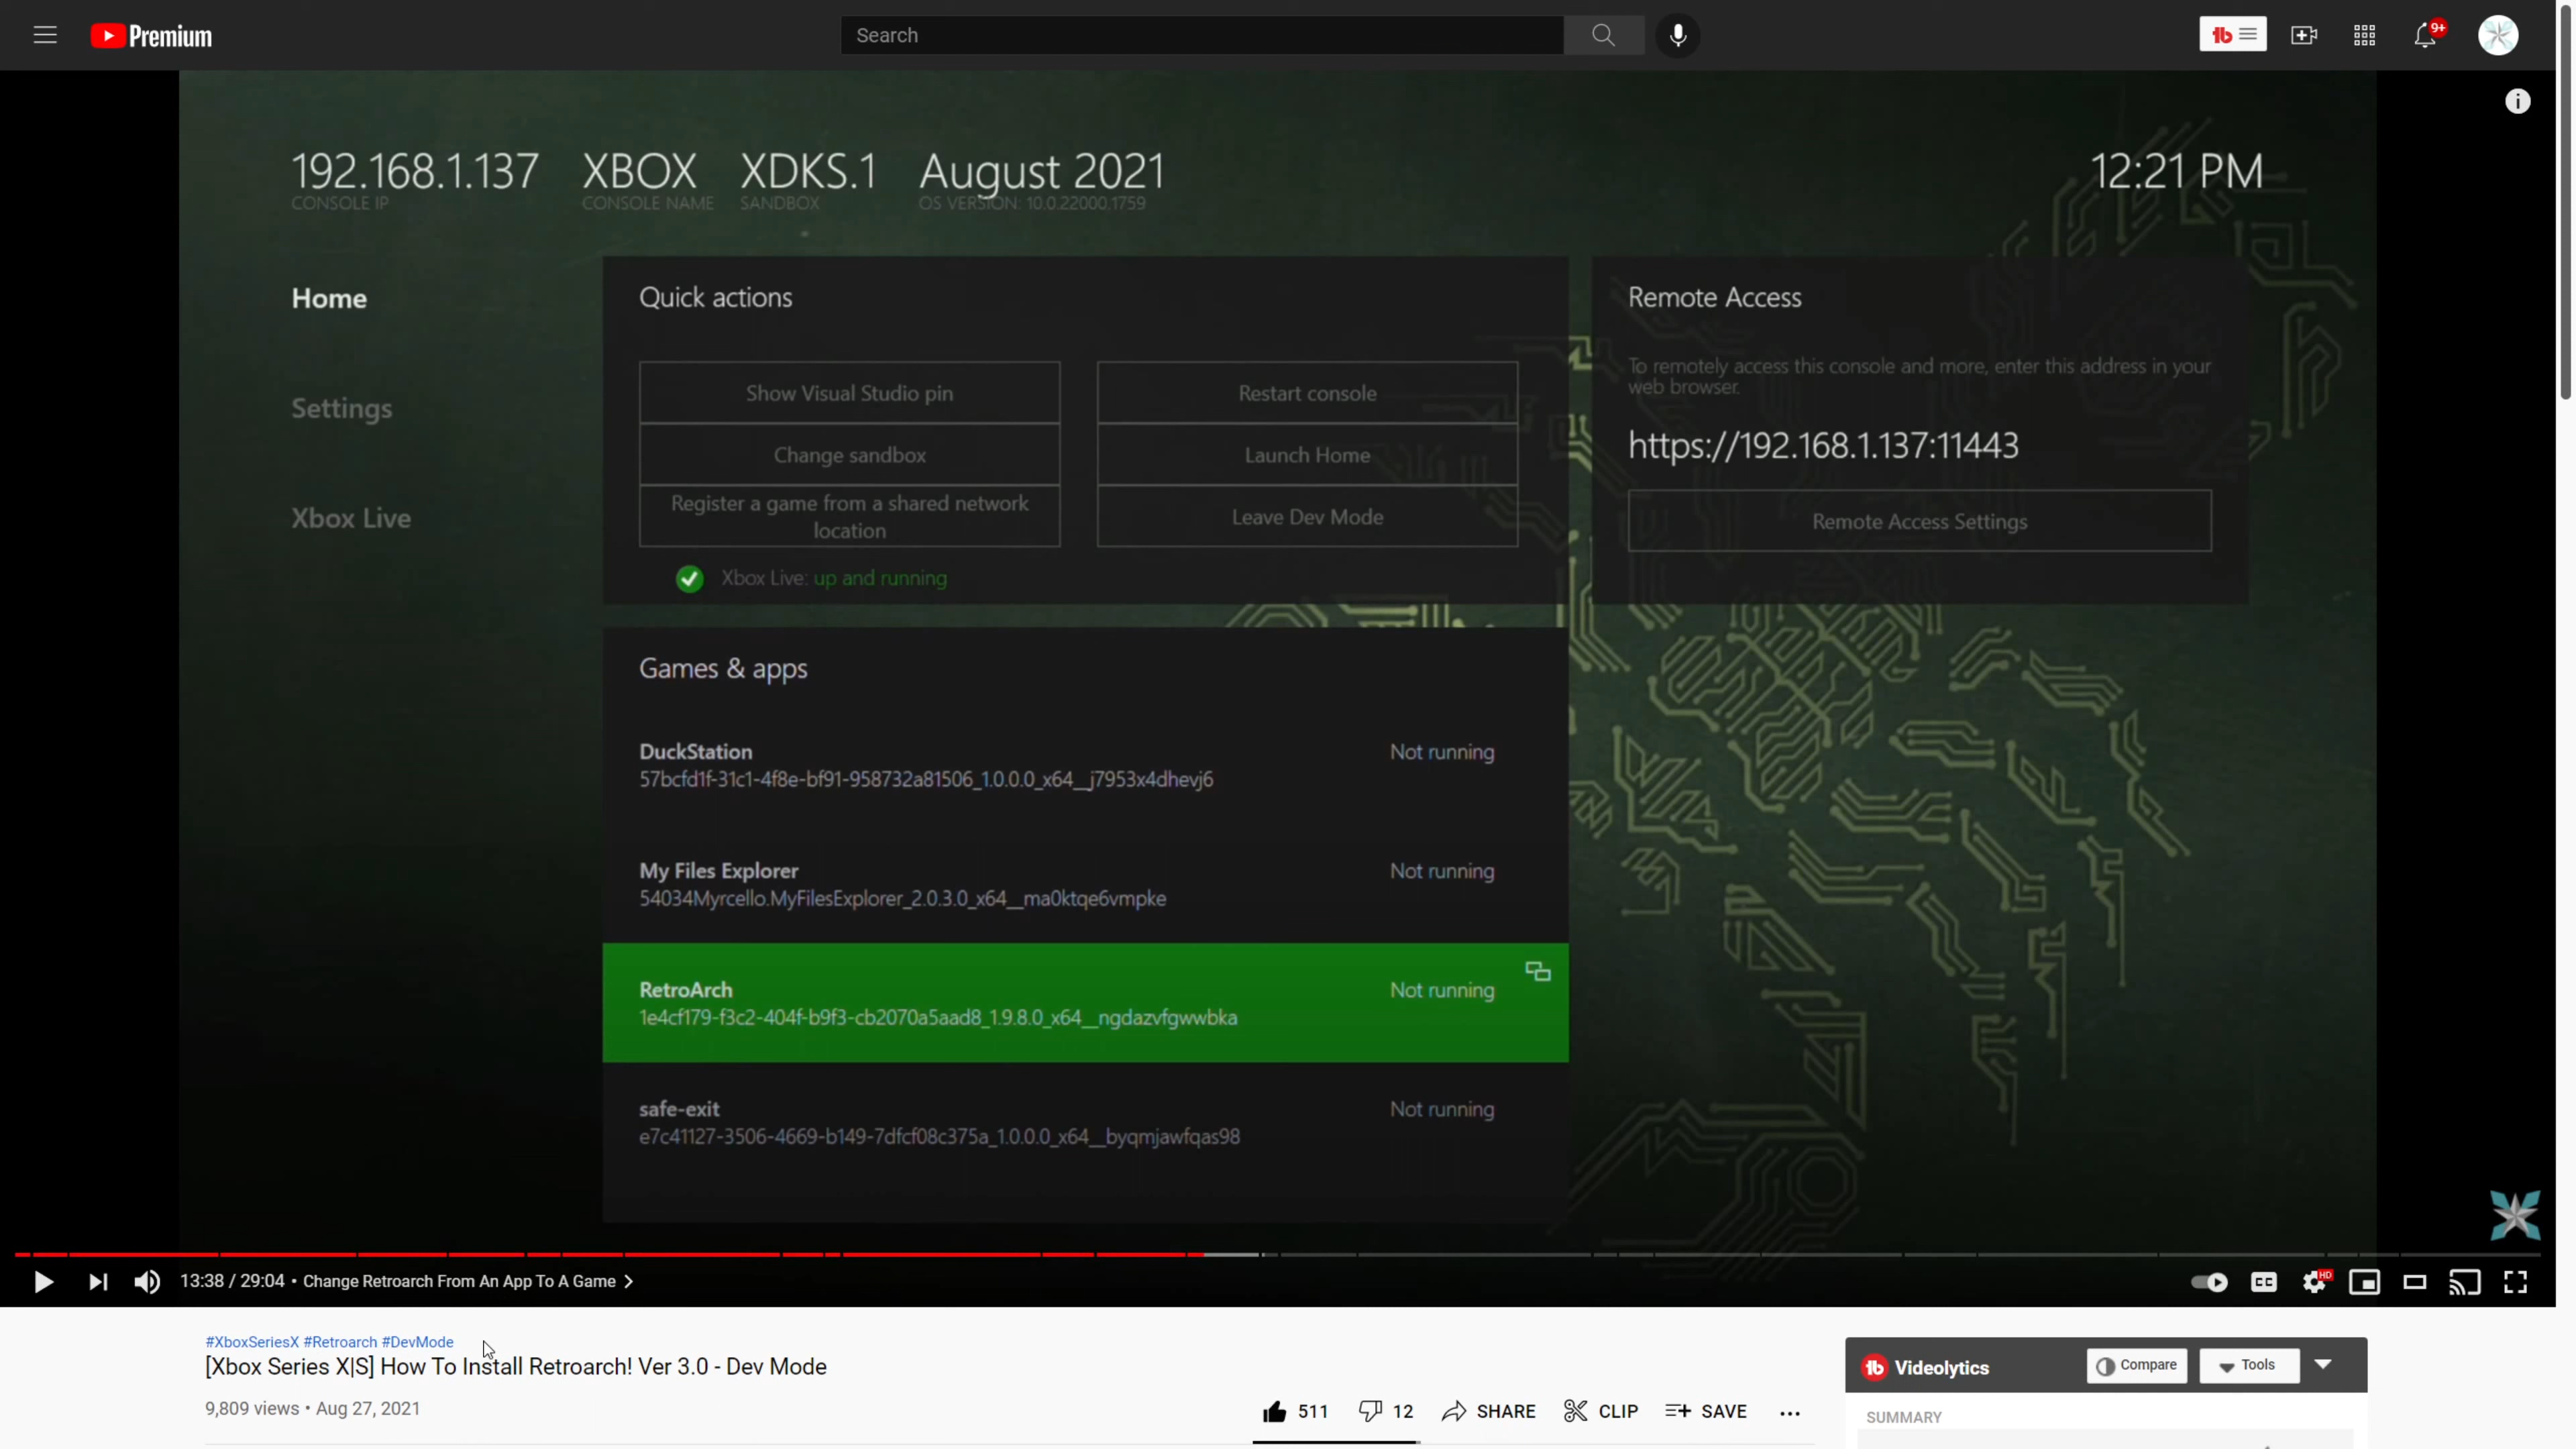 Premium
Search
9+
192.168.1.137 XBOX XDKS.1 August 2021 12:21 PM
CONSOLE IP CONSOLE NAME SANDBOX OS VERSION: 10.0.22000.1759
Home
Settings
Xbox Live
Quick actions
Show Visual Studio pin
Restart console
Change sandbox
Launch Home
Register a game from a shared network
location
Leave Dev Mode
Xbox Live: up and running
Remote Access
To remotely access this console and more, enter this address in your
web browser.
https://192.168.1.137:11443
Remote Access Settings
Games & apps
DuckStation Not running
57bcfd1f-31c1-4f8e-bf91-958732a81506_1.0.0.0_x64__j7953x4dhevj6
My Files Explorer Not running
54034Myrcello.MyFilesExplorer_2.0.3.0_x64__ma0ktqe6vmpke
RetroArch Not running
1e4cf179-f3c2-404f-b9f3-cb2070a5aad8_1.9.8.0_x64__ngdazvfgwwbka
safe-exit Not running
e7c41127-3506-4669-b149-7dfcf08c375a_1.0.0.0_x64__byqmjawfqas98
13:38 / 29:04 • Change Retroarch From An App To A Game
CC
HD
#XboxSeriesX #Retroarch #DevMode
[Xbox Series X|S] How To Install Retroarch! Ver 3.0 - Dev Mode
9,809 views • Aug 27, 2021
511 12 SHARE CLIP SAVE
Videolytics Compare Tools
SUMMARY